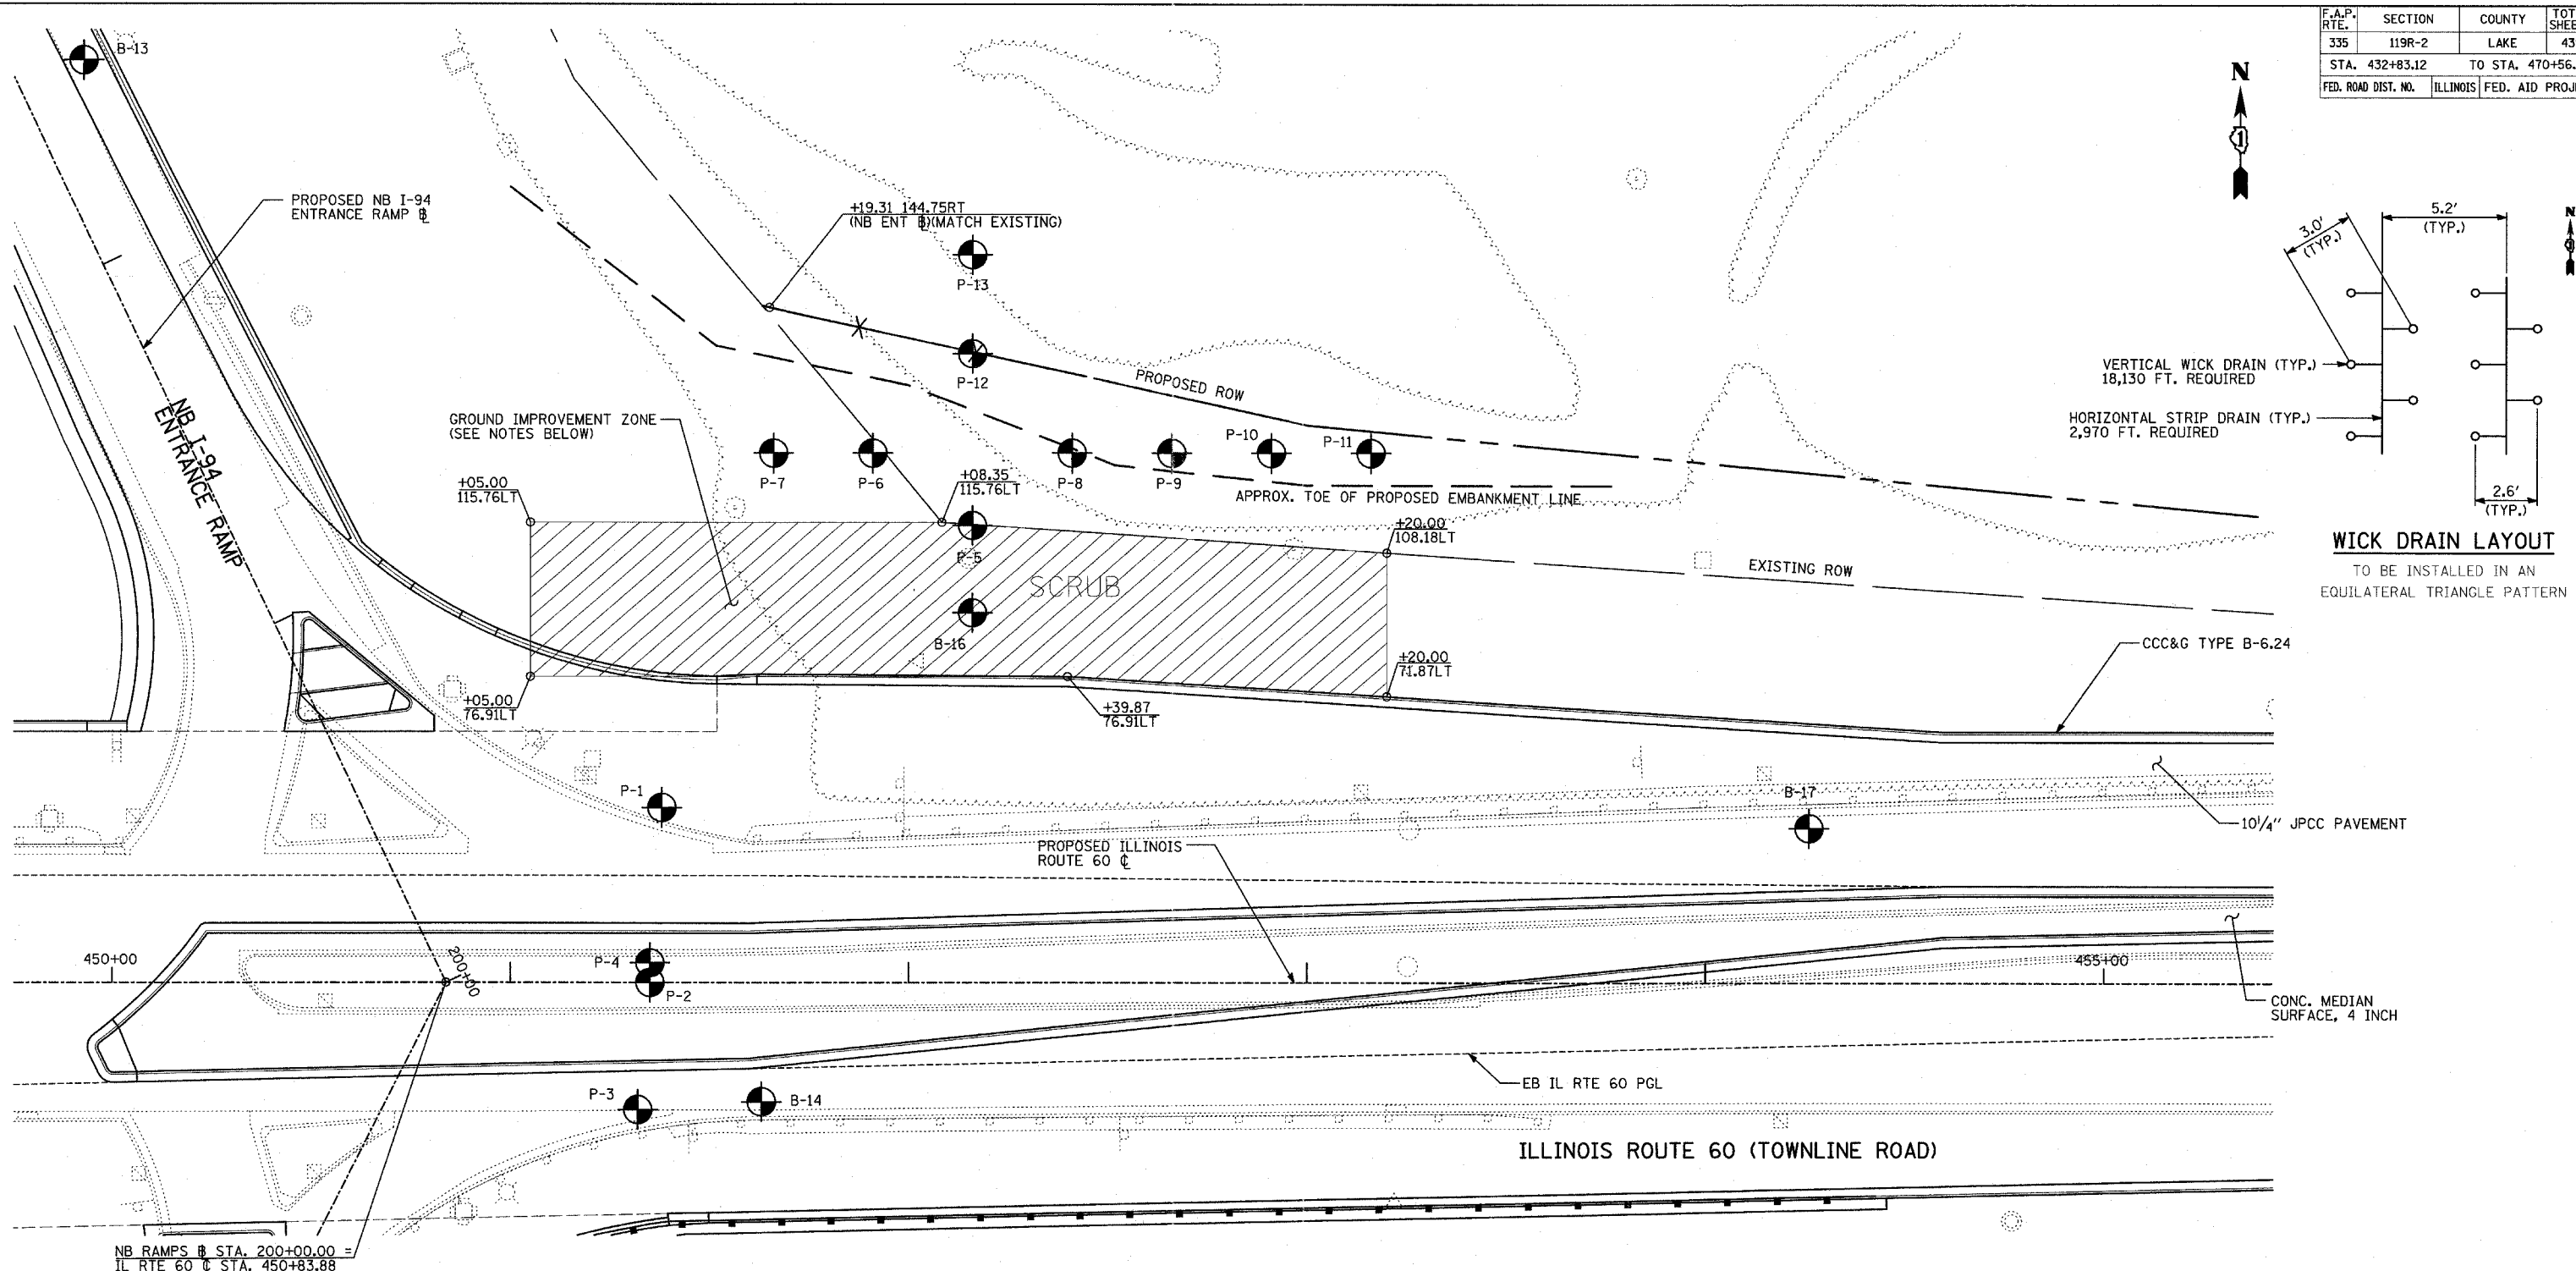 F.A.P. RTE.
SECTION
COUNTY
335
119R-2
LAKE
43
STA. 432+83.12
TO STA. 470+56.
FED. ROAD DIST. NO.
ILLINOIS
FED. AID
N
1
B-13
PROPOSED NB I-94
ENTRANCE RAMP ℄
+19.31 144.75RT
(NB ENT ℄)(MATCH EXISTING)
P-13
P-12
PROPOSED ROW
NB I-94
ENTRANCE RAMP
GROUND IMPROVEMENT ZONE
(SEE NOTES BELOW)
P-7
P-6
P-8
P-9
P-10
P-11
+05.00
115.76LT
+08.35
115.76LT
APPROX. TOE OF PROPOSED EMBANKMENT LINE
P-5
+20.00
108.18LT
SCRUB
EXISTING ROW
B-16
+20.00
71.87LT
CCC&G TYPE B-6.24
+05.00
76.91LT
+39.87
76.91LT
P-1
B-17
10 1/4" JPCC PAVEMENT
PROPOSED ILLINOIS
ROUTE 60 ℄
450+00
200+00
P-4
P-2
455+00
CONC. MEDIAN
SURFACE, 4 INCH
EB IL RTE 60 PGL
P-3
B-14
ILLINOIS ROUTE 60 (TOWNLINE ROAD)
NB RAMPS ℄ STA. 200+00.00 =
IL RTE 60 ℄ STA. 450+83.88
N
3.0'
(TYP.)
5.2'
(TYP.)
VERTICAL WICK DRAIN (TYP.)
18,130 FT. REQUIRED
HORIZONTAL STRIP DRAIN (TYP.)
2,970 FT. REQUIRED
2.6'
(TYP.)
WICK DRAIN LAYOUT
TO BE INSTALLED IN AN
EQUILATERAL TRIANGLE PATTERN